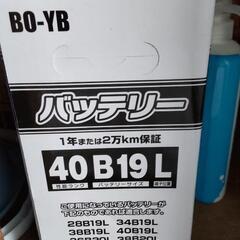 BO-YB
バッテリー
1年または2万km保証
40 B19 L
性能ランク バッテリーサイズ 端子位置
ご使用になっているバッテリーが
下記のものであれば適合します。
28B19L 34B19L
38B19L 40B19L